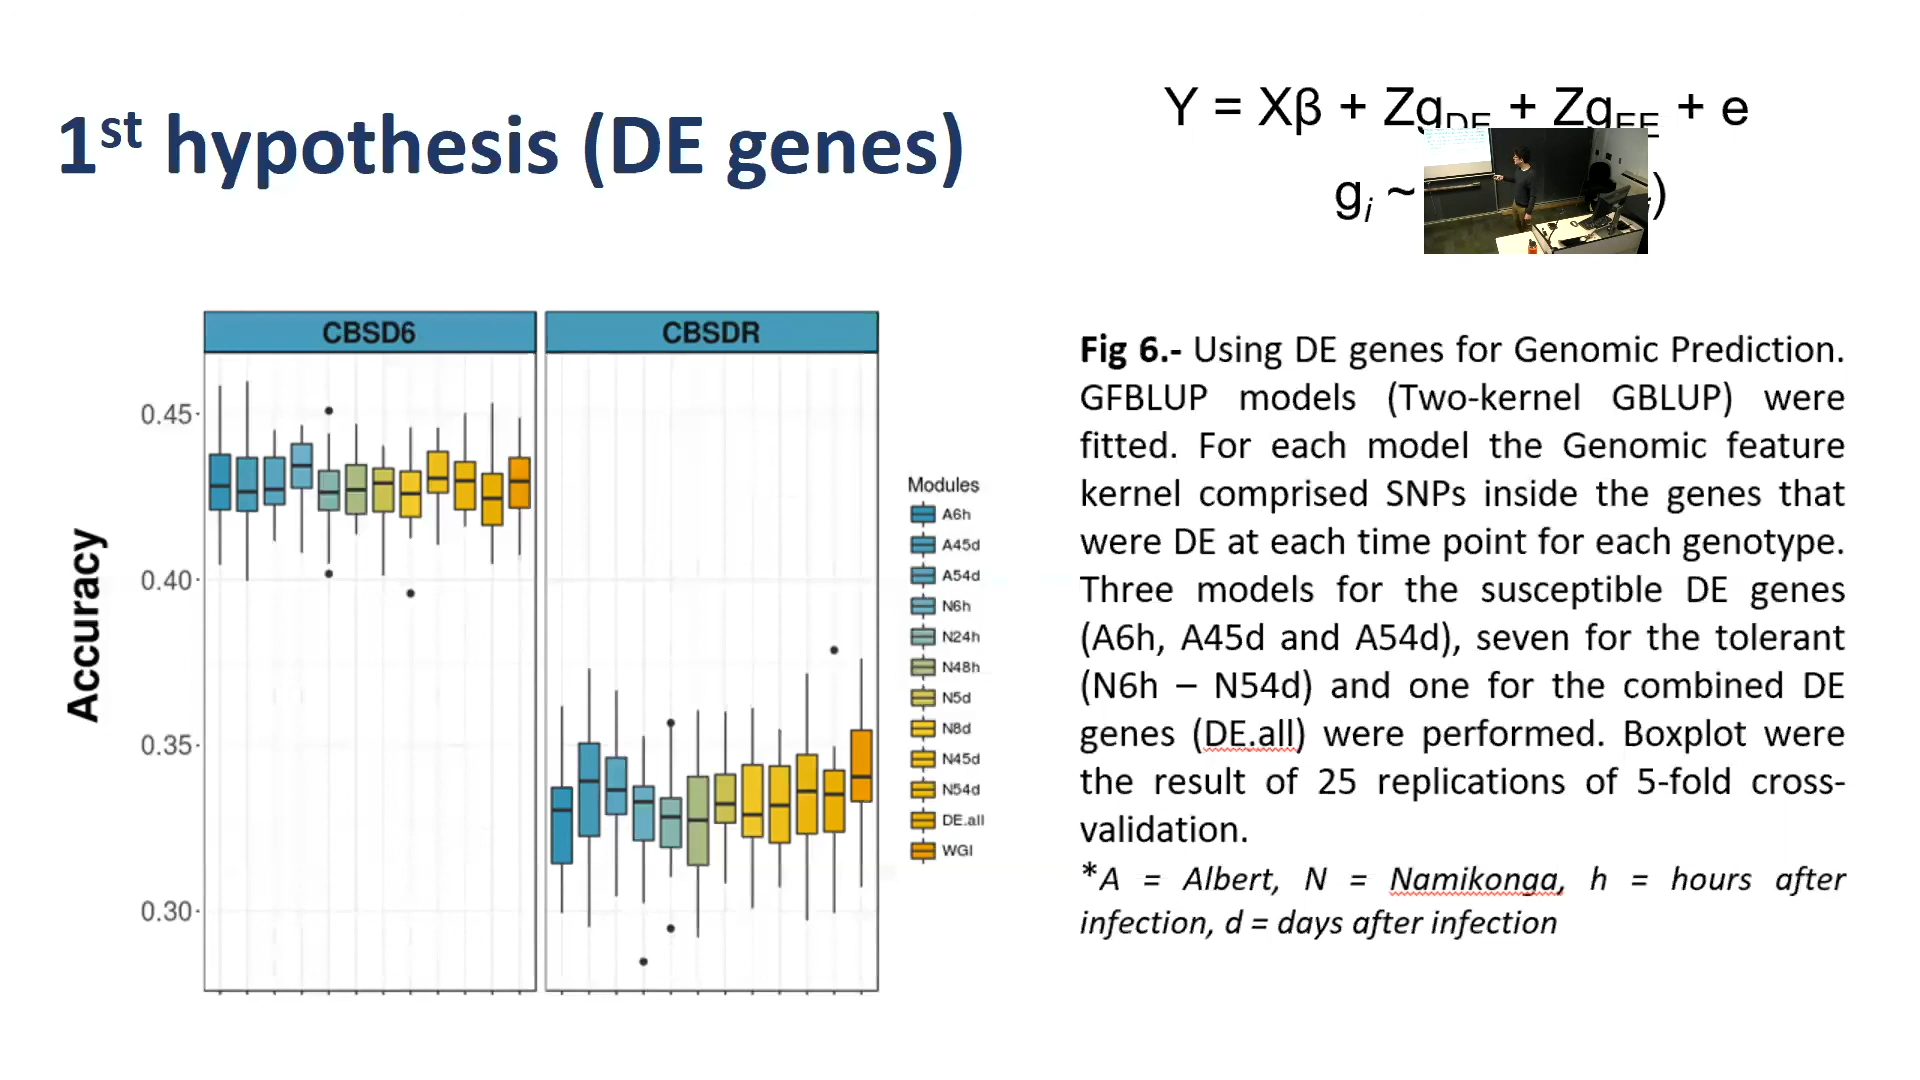 1st hypothesis (DE genes)
Y = Xβ + ZgDE + ZgEE + e
gi ~
)
CBSD6
CBSDR
Accuracy
0.45
0.40
0.35
0.30
Modules
A6h
A45d
A54d
N6h
N24h
N48h
N5d
N8d
N45d
N54d
DE.all
WGI
Fig 6.- Using DE genes for Genomic Prediction.
GFBLUP models (Two-kernel GBLUP) were
fitted. For each model the Genomic feature
kernel comprised SNPs inside the genes that
were DE at each time point for each genotype.
Three models for the susceptible DE genes
(A6h, A45d and A54d), seven for the tolerant
(N6h – N54d) and one for the combined DE
genes (DE.all) were performed. Boxplot were
the result of 25 replications of 5-fold cross-
validation.
*A = Albert, N = Namikonga, h = hours after
infection, d = days after infection